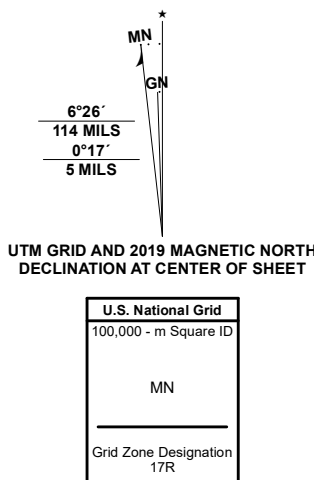 ★
MN
GN
6°26´
114 MILS
0°17´
5 MILS
UTM GRID AND 2019 MAGNETIC NORTH
DECLINATION AT CENTER OF SHEET
U.S. National Grid
100,000 - m Square ID
MN
Grid Zone Designation
17R